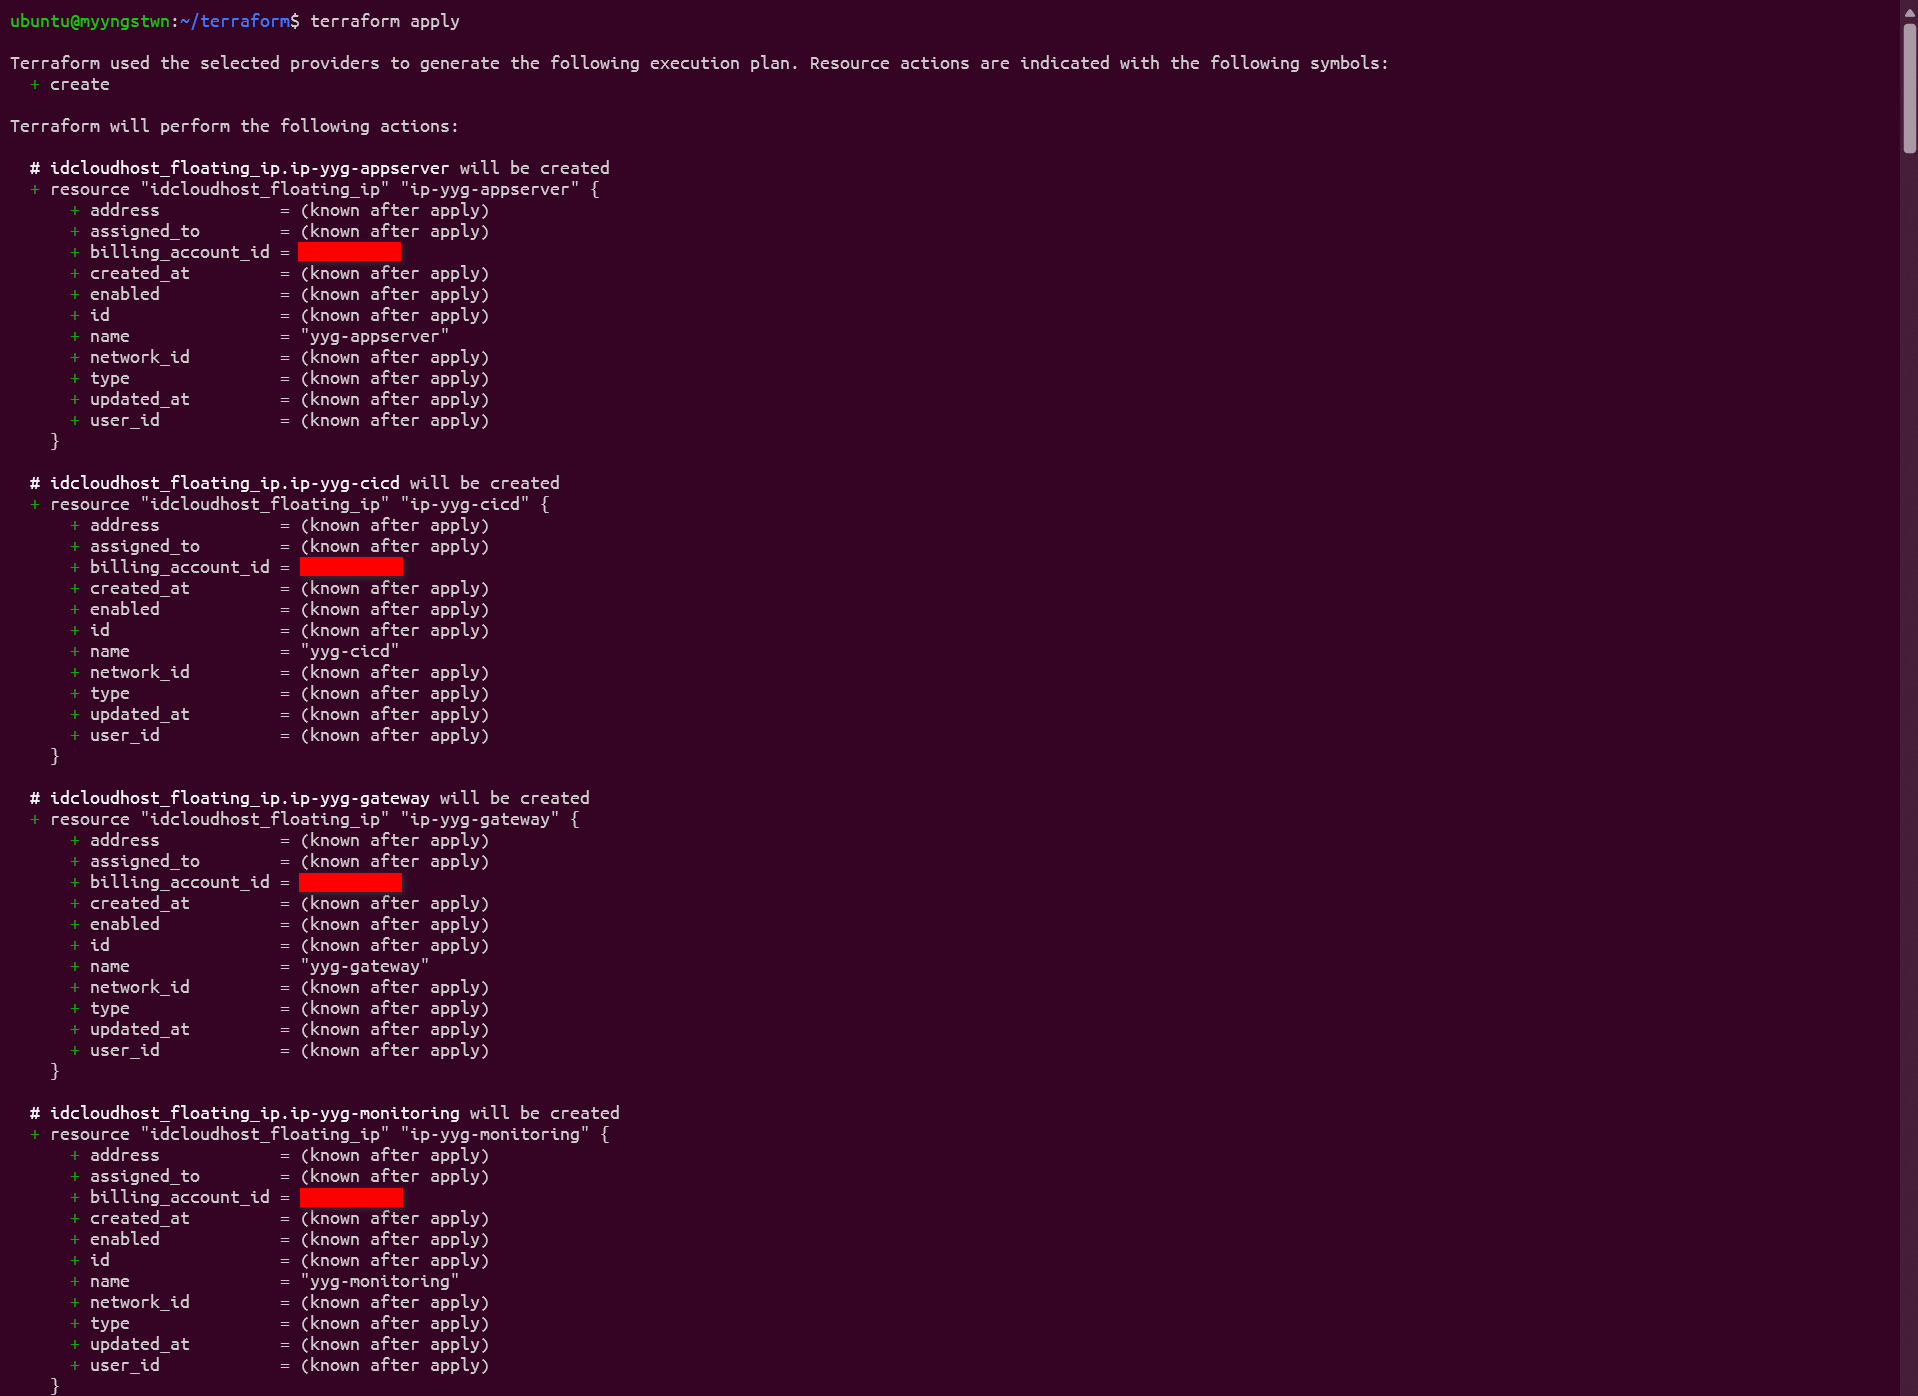 ubuntu@myyngstwn:~/terraform$ terraform apply
Terraform used the selected providers to generate the following execution plan. Resource actions are indicated with the following symbols:
+ create
Terraform will perform the following actions:
# idcloudhost_floating_ip.ip-yyg-appserver will be created
+ resource "idcloudhost_floating_ip" "ip-yyg-appserver" {
+ address = (known after apply)
+ assigned_to = (known after apply)
+ billing_account_id =
+ created_at = (known after apply)
+ enabled = (known after apply)
+ id = (known after apply)
+ name = "yyg-appserver"
+ network_id = (known after apply)
+ type = (known after apply)
+ updated_at = (known after apply)
+ user_id = (known after apply)
}
# idcloudhost_floating_ip.ip-yyg-cicd will be created
+ resource "idcloudhost_floating_ip" "ip-yyg-cicd" {
+ address = (known after apply)
+ assigned_to = (known after apply)
+ billing_account_id =
+ created_at = (known after apply)
+ enabled = (known after apply)
+ id = (known after apply)
+ name = "yyg-cicd"
+ network_id = (known after apply)
+ type = (known after apply)
+ updated_at = (known after apply)
+ user_id = (known after apply)
}
# idcloudhost_floating_ip.ip-yyg-gateway will be created
+ resource "idcloudhost_floating_ip" "ip-yyg-gateway" {
+ address = (known after apply)
+ assigned_to = (known after apply)
+ billing_account_id =
+ created_at = (known after apply)
+ enabled = (known after apply)
+ id = (known after apply)
+ name = "yyg-gateway"
+ network_id = (known after apply)
+ type = (known after apply)
+ updated_at = (known after apply)
+ user_id = (known after apply)
}
# idcloudhost_floating_ip.ip-yyg-monitoring will be created
+ resource "idcloudhost_floating_ip" "ip-yyg-monitoring" {
+ address = (known after apply)
+ assigned_to = (known after apply)
+ billing_account_id =
+ created_at = (known after apply)
+ enabled = (known after apply)
+ id = (known after apply)
+ name = "yyg-monitoring"
+ network_id = (known after apply)
+ type = (known after apply)
+ updated_at = (known after apply)
+ user_id = (known after apply)
}